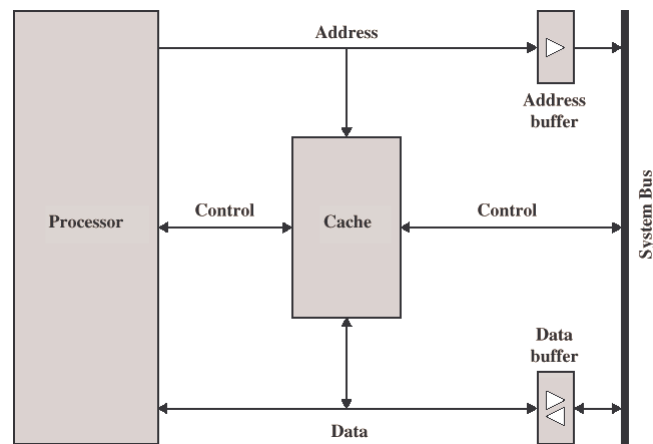 Address
Address
buffer
Processor
Control
Cache
Control
System Bus
Data
buffer
Data